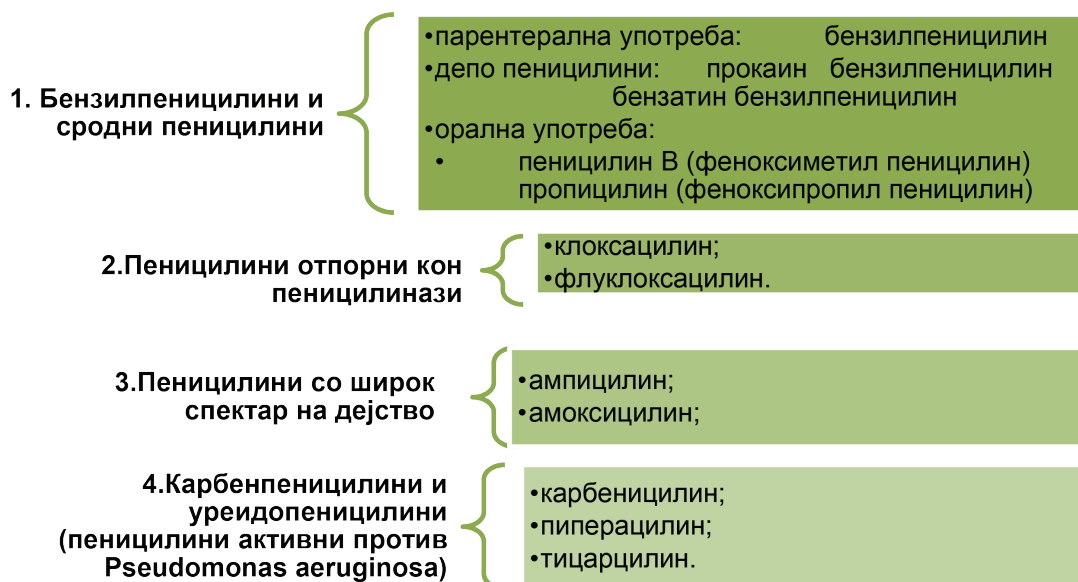 1. Бензилпеницилини и
сродни пеницилини
•парентерална употреба: бензилпеницилин
•депо пеницилини: прокаин бензилпеницилин
бензатин бензилпеницилин
•орална употреба:
• пеницилин В (феноксиметил пеницилин)
пропицилин (феноксипропил пеницилин)
2.Пеницилини отпорни кон
пеницилинази
•клоксацилин;
•флуклоксацилин.
3.Пеницилини со широк
спектар на дејство
•ампицилин;
•амоксицилин;
4.Карбенпеницилини и
уреидопеницилини
(пеницилини активни против
Pseudomonas aeruginosa)
•карбеницилин;
•пиперацилин;
•тицарцилин.